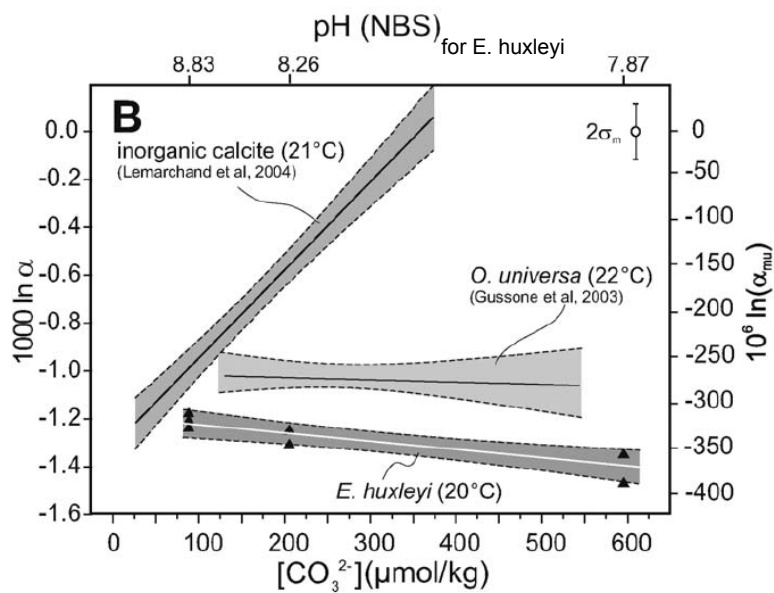 pH (NBS)
for E. huxleyi
8.83 8.26 7.87
B
inorganic calcite (21°C)
(Lemarchand et al, 2004)
2σm
O. universa (22°C)
(Gussone et al, 2003)
E. huxleyi (20°C)
1000 ln α
0.0
-0.2
-0.4
-0.6
-0.8
-1.0
-1.2
-1.4
-1.6
0
-50
-100
-150
-200
-250
-300
-350
-400
10⁶ ln(αmu)
0 100 200 300 400 500 600
[CO₃²⁻](µmol/kg)